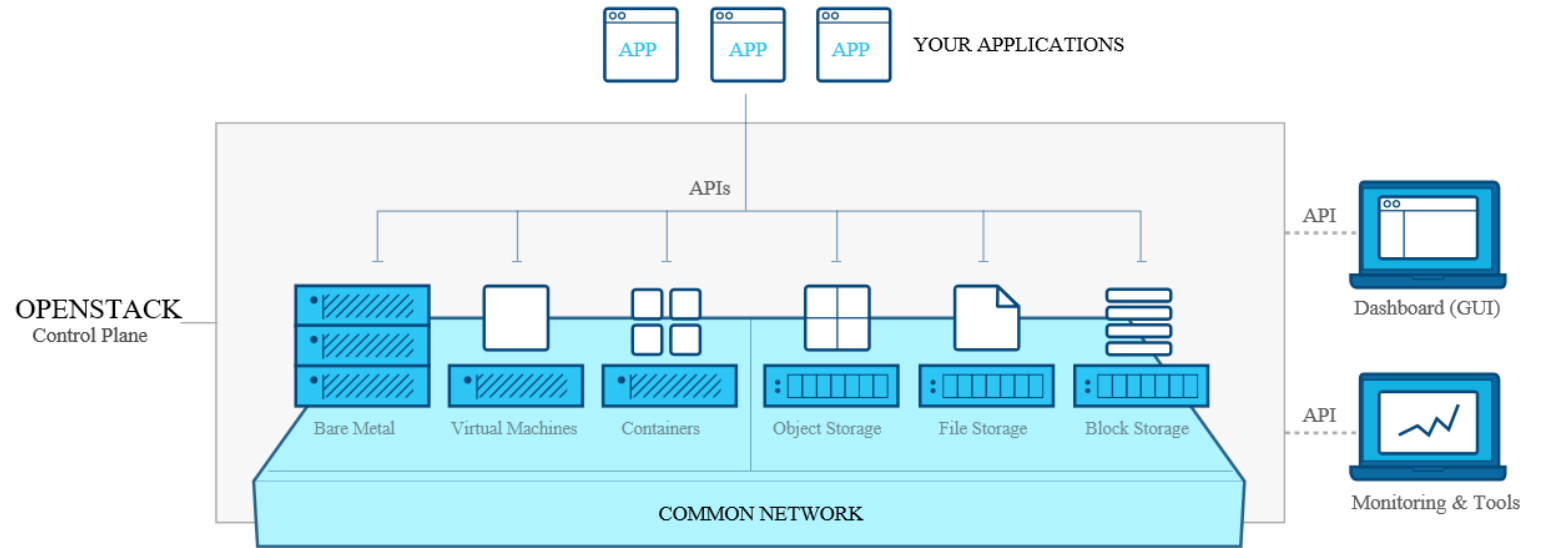 APP
APP
APP
YOUR APPLICATIONS
APIs
API
OPENSTACK
Control Plane
Dashboard (GUI)
API
Bare Metal
Virtual Machines
Containers
Object Storage
File Storage
Block Storage
Monitoring & Tools
COMMON NETWORK